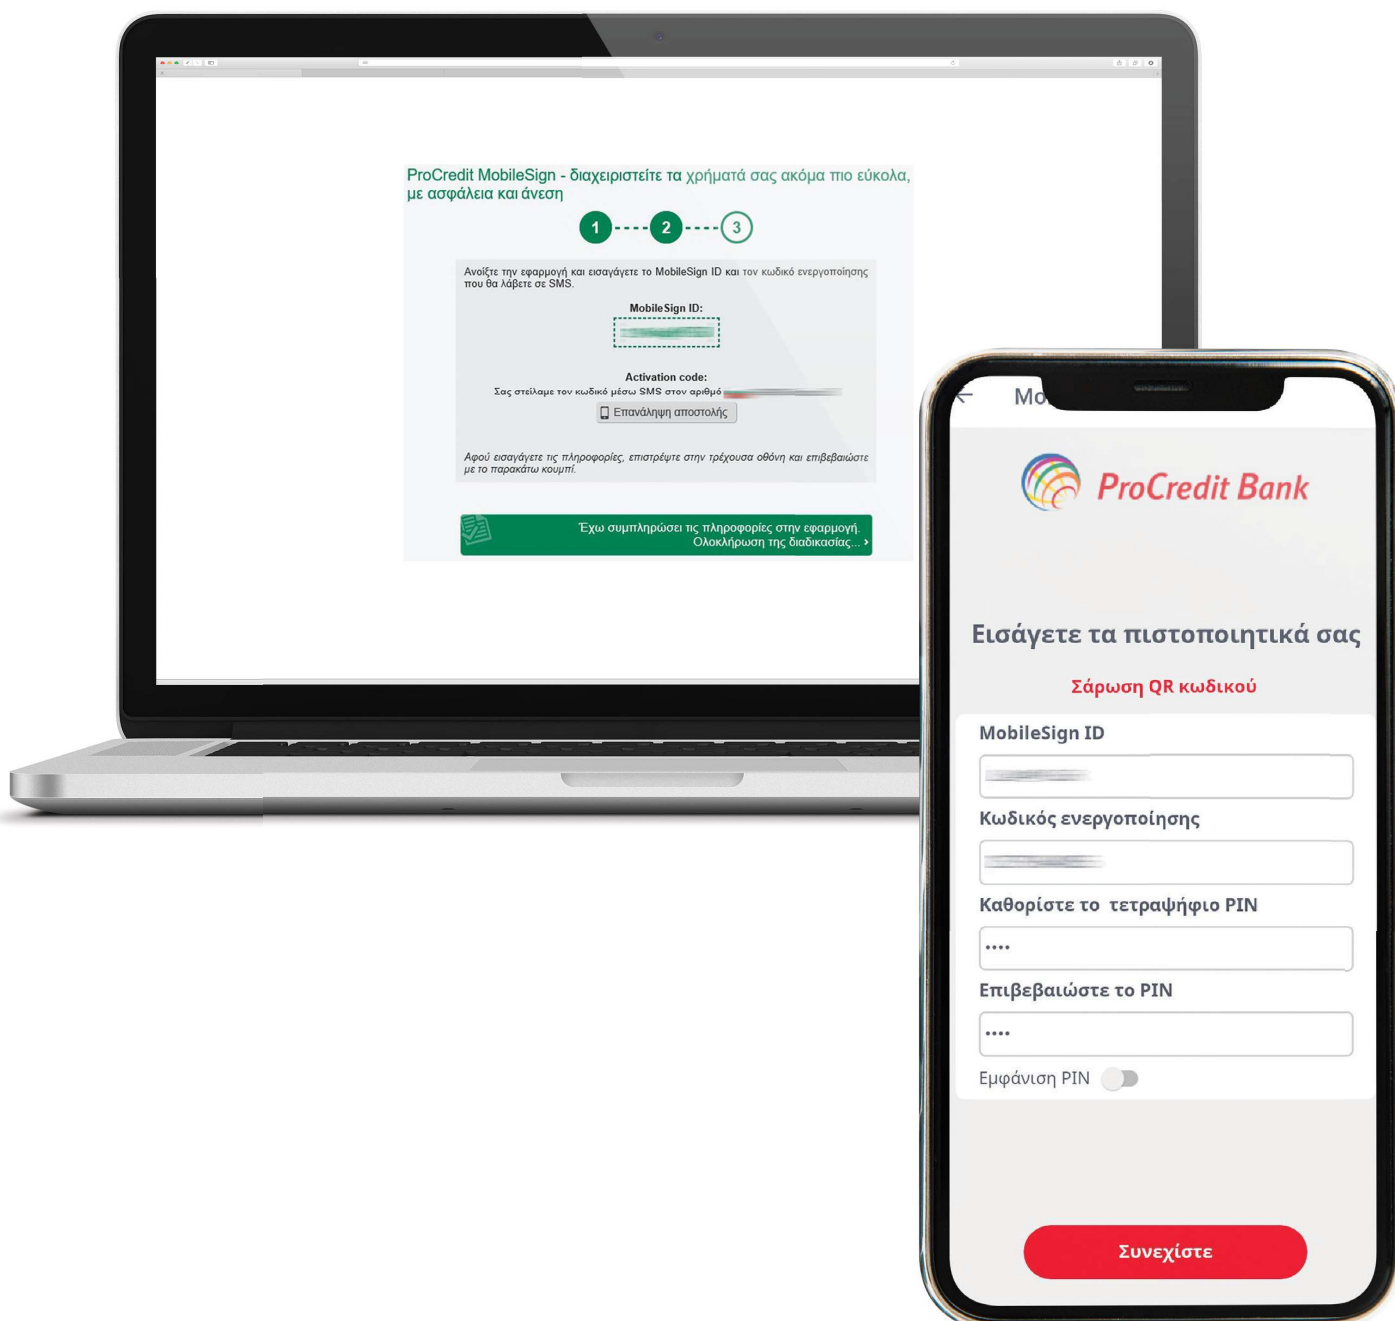 ProCredit MobileSign - διαχειριστείτε τα χρήματά σας ακόμα πιο εύκολα,
με ασφάλεια και άνεση
1 2 3
Ανοίξτε την εφαρμογή και εισαγάγετε το MobileSign ID και τον κωδικό ενεργοποίησης
που θα λάβετε σε SMS.
MobileSign ID:
Activation code:
Σας στείλαμε τον κωδικό μέσω SMS στον αριθμό
Επανάληψη αποστολής
Αφού εισαγάγετε τις πληροφορίες, επιστρέψτε στην τρέχουσα οθόνη και επιβεβαιώστε
με το παρακάτω κουμπί.
Έχω συμπληρώσει τις πληροφορίες στην εφαρμογή.
Ολοκλήρωση της διαδικασίας... ›
ProCredit Bank
Εισάγετε τα πιστοποιητικά σας
Σάρωση QR κωδικού
MobileSign ID
Κωδικός ενεργοποίησης
Καθορίστε το τετραψήφιο PIN
••••
Επιβεβαιώστε το PIN
••••
Εμφάνιση PIN
Συνεχίστε